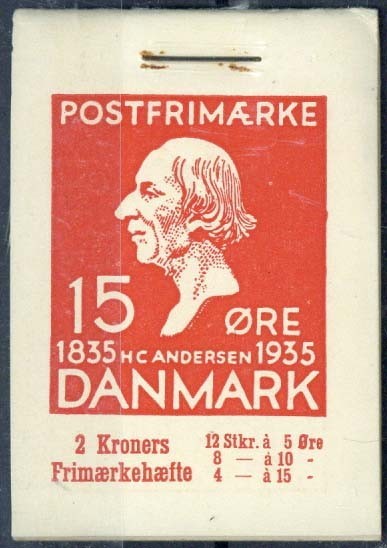 POSTFRIMÆRKE
15 ØRE
1835 HC ANDERSEN 1935
DANMARK
2 Kroners
Frimærkehæfte
12 Stkr. à 5 Øre
8 — à 10 -
4 — à 15 -